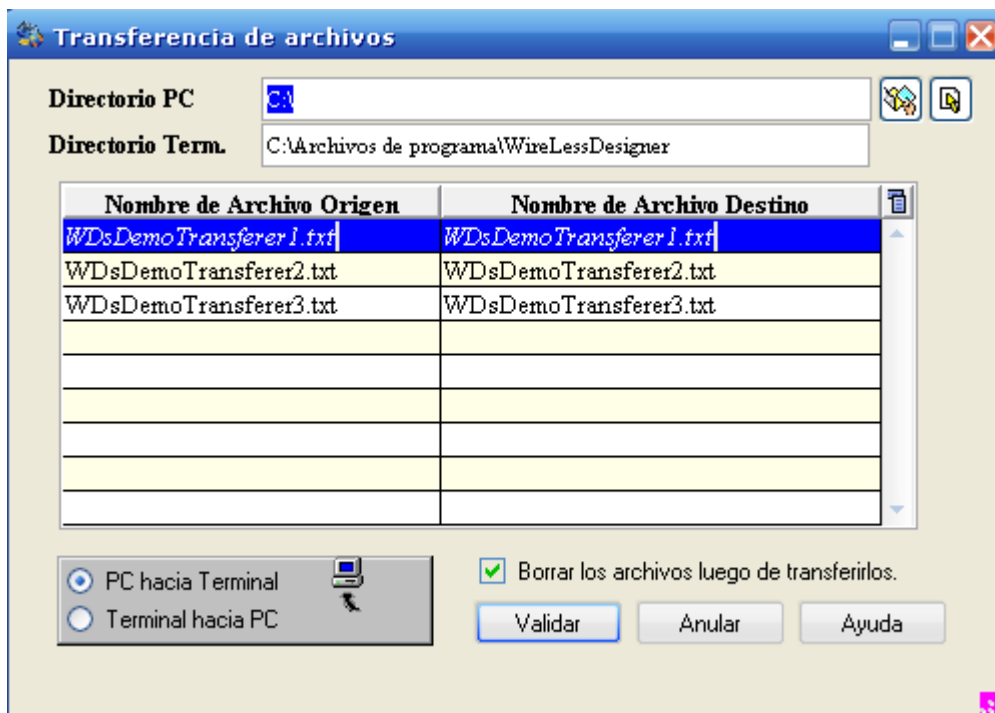 Transferencia de archivos
Directorio PC C:\
Directorio Term. C:\Archivos de programa\WireLessDesigner
Nombre de Archivo Origen Nombre de Archivo Destino
WDsDemoTransferer1.txt WDsDemoTransferer1.txt
WDsDemoTransferer2.txt WDsDemoTransferer2.txt
WDsDemoTransferer3.txt WDsDemoTransferer3.txt
PC hacia Terminal Borrar los archivos luego de transferirlos.
Terminal hacia PC Validar Anular Ayuda